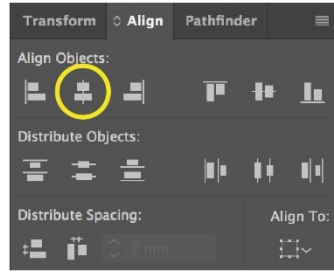 Transform Align Pathfinder
Align Objects:
Distribute Objects:
Distribute Spacing: Align To:
0 mm